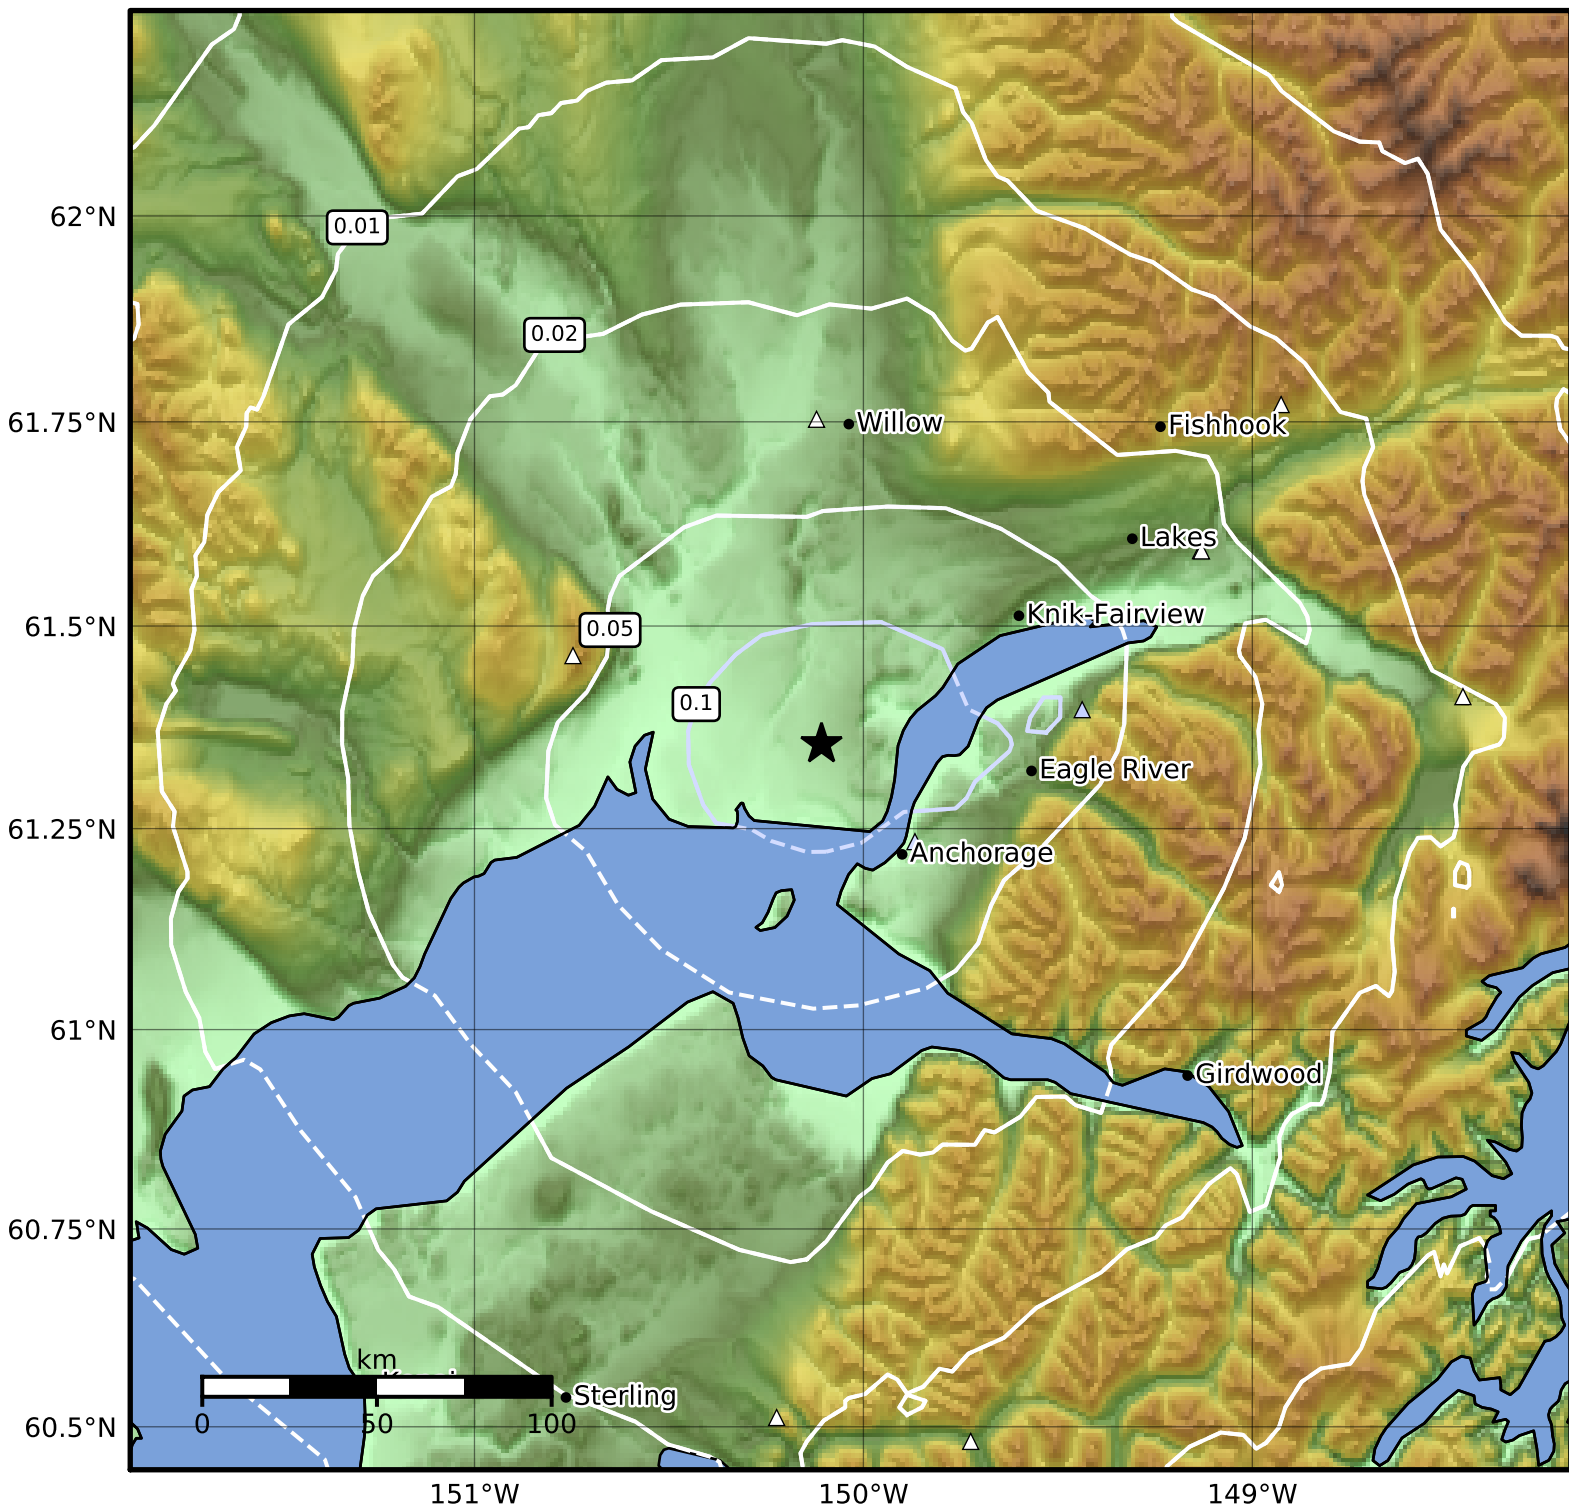 62°N
61.75°N
61.5°N
61.25°N
61°N
60.75°N
60.5°N
0.01
0.02
0.05
0.1
Willow
Fishhook
Lakes
Knik-Fairview
Eagle River
Anchorage
Girdwood
Sterling
km
0 50 100
151°W 150°W 149°W